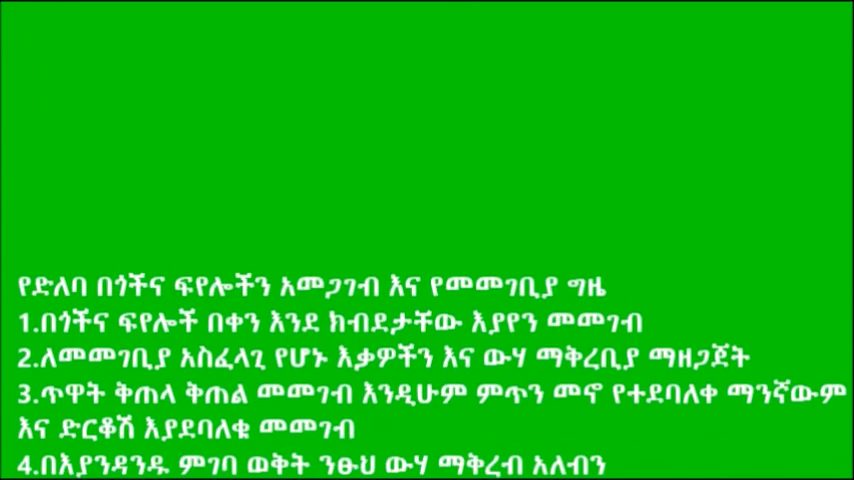 የድለባ በጎችና ፍየሎችን አመጋገብ እና የመመገቢያ ግዜ
1.በጎችና ፍየሎች በቀን እንደ ክብደታቸው እያየን መመገብ
2.ለመመገቢያ አስፈላጊ የሆኑ እቃዎችን እና ውሃ ማቅረቢያ ማዘጋጀት
3.ጥዋት ቅጠላ ቅጠል መመገብ እንዲሁም ምጥን መኖ የተደባለቀ ማንኛውም
እና ድርቆሽ እያደባለቁ መመገብ
4.በእያንዳንዱ ምገባ ወቅት ንፁህ ውሃ ማቅረብ አለብን